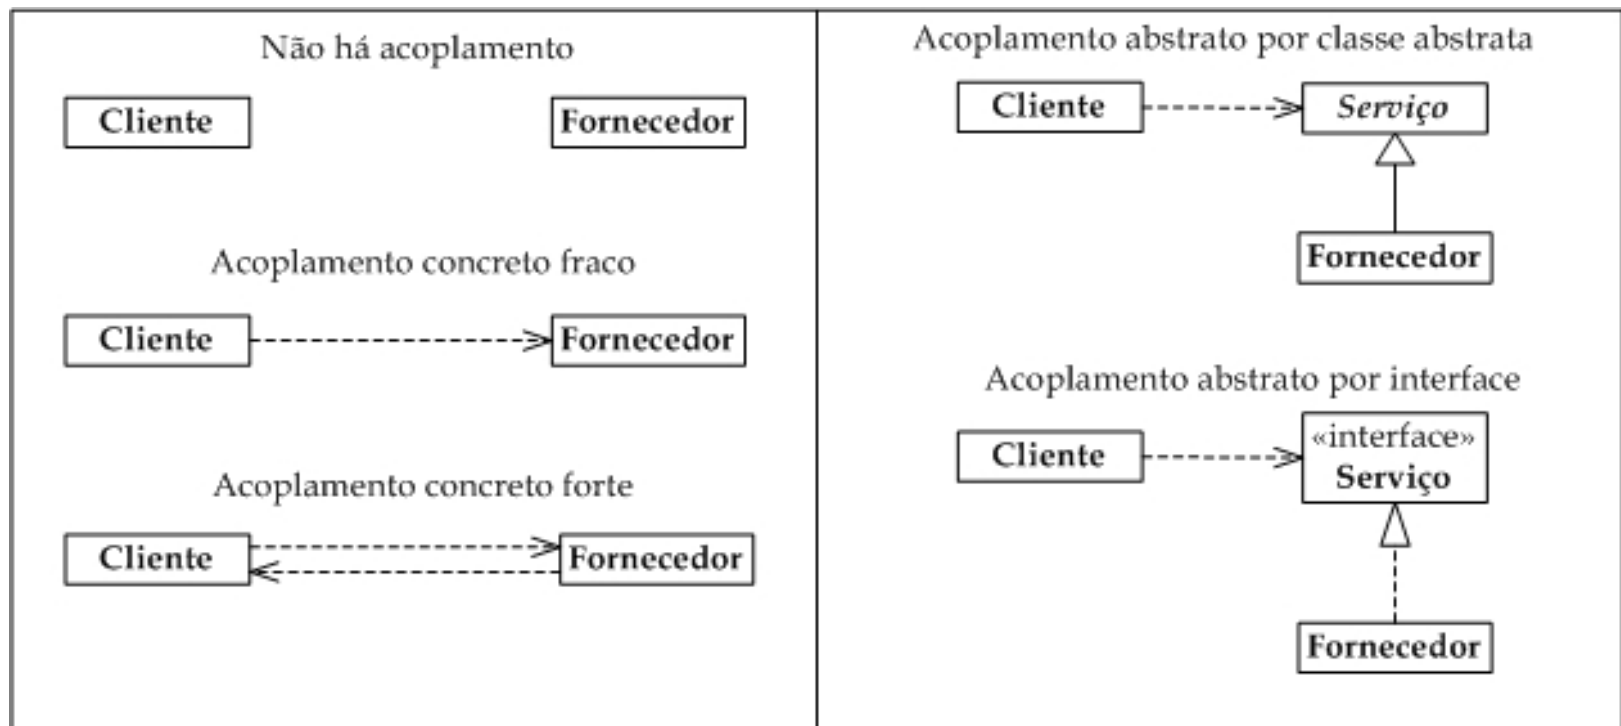 Não há acoplamento
Cliente
Fornecedor
Acoplamento concreto fraco
Cliente
Fornecedor
Acoplamento concreto forte
Cliente
Fornecedor
Acoplamento abstrato por classe abstrata
Cliente
Serviço
Fornecedor
Acoplamento abstrato por interface
Cliente
«interface»
Serviço
Fornecedor